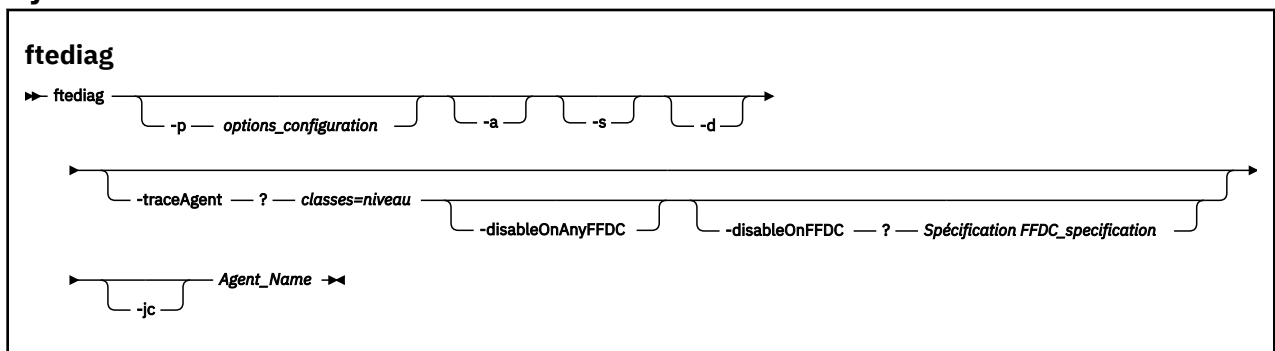 ftediag
ftediag
-p options_configuration -a -s -d
-traceAgent ? classes=niveau
-disableOnAnyFFDC -disableOnFFDC ? Spécification FFDC_specification
Agent_Name
-jc